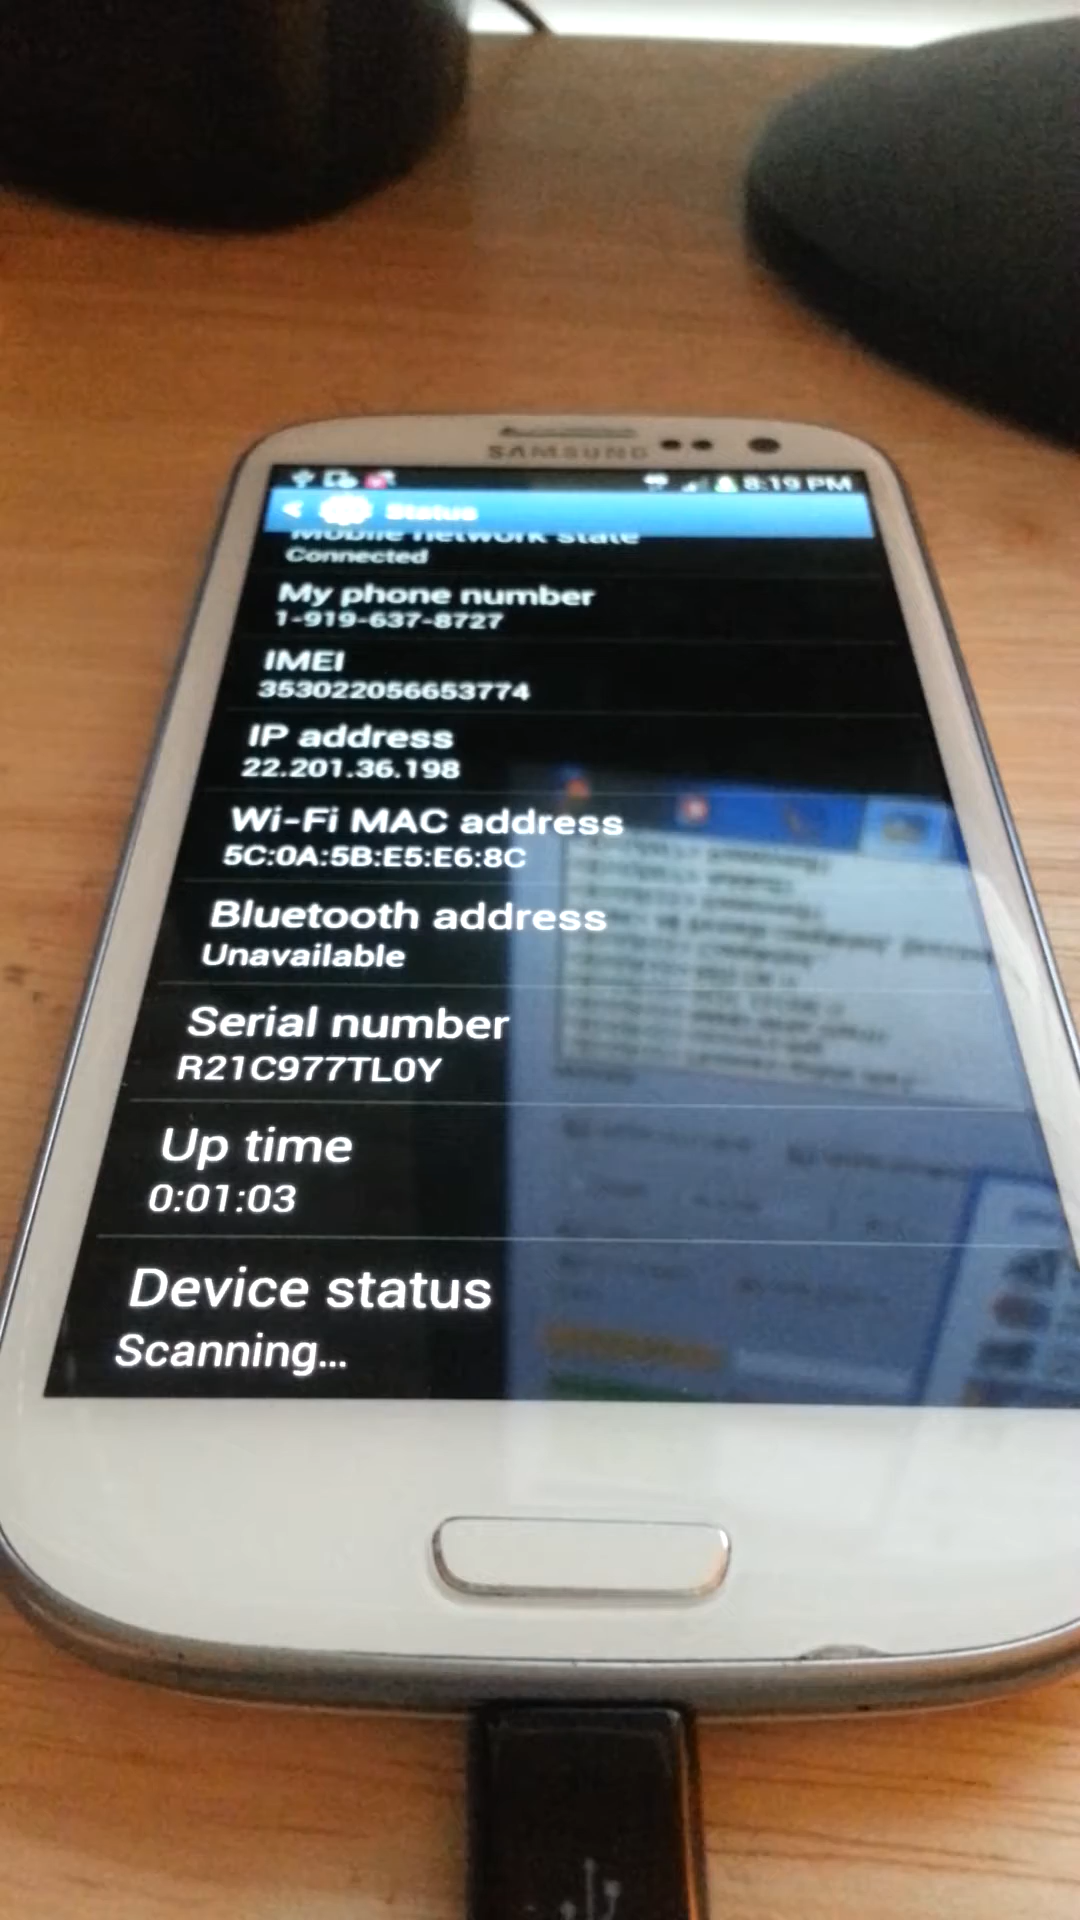 SAMSUNG
8:19 PM
Status
Mobile network state
Connected
My phone number
1-919-637-8727
IMEI
353022056653774
IP address
22.201.36.198
Wi-Fi MAC address
5C:0A:5B:E5:E6:8C
Bluetooth address
Unavailable
Serial number
R21C977TL0Y
Up time
0:01:03
Device status
Scanning...